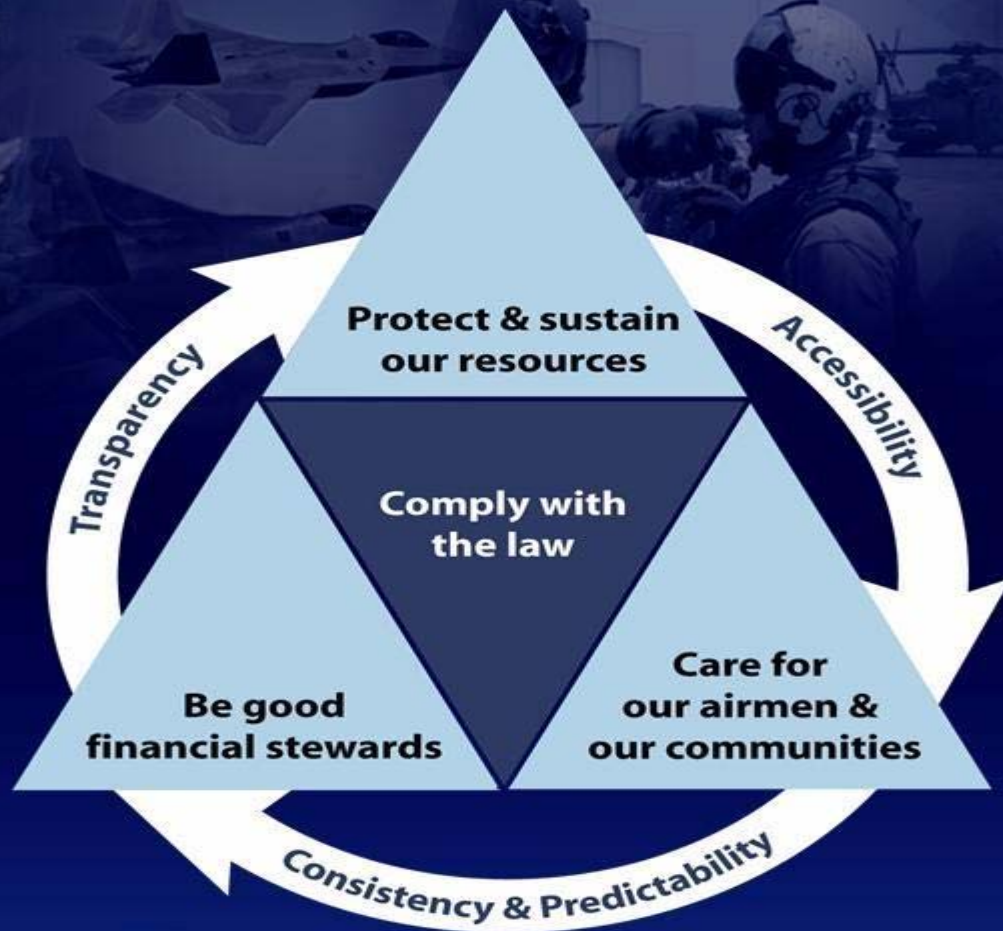 Protect & sustain
our resources
Transparency
Accessibility
Comply with
the law
Be good
financial stewards
Care for
our airmen &
our communities
Consistency & Predictability